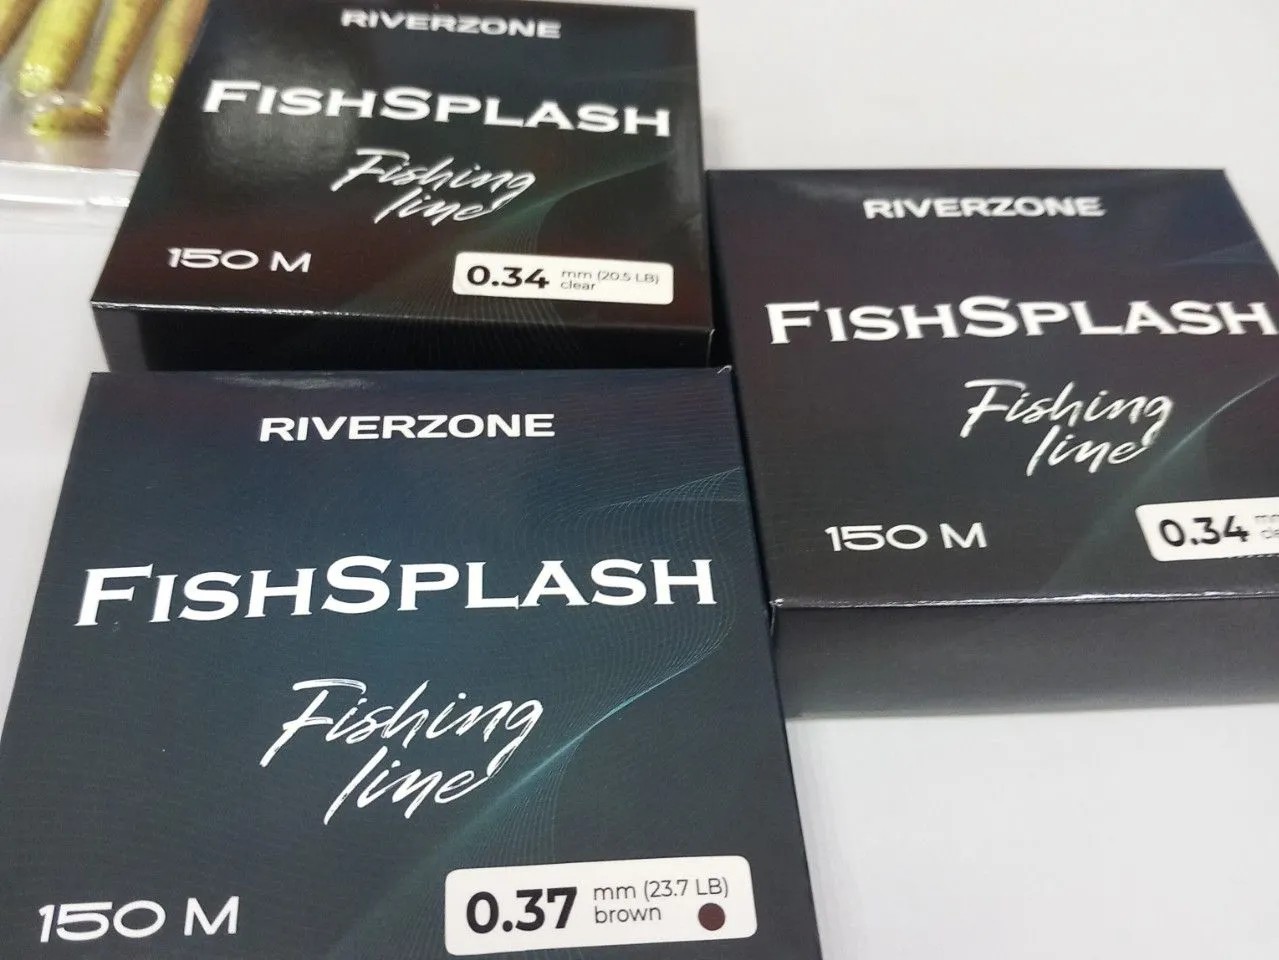 RIVERZONE
FISHSPLASH
Fishing
line
150 M
0.34 mm (20.5 LB)
clear
RIVERZONE
FISHSPLASH
Fishing
line
150 M
0.34
RIVERZONE
FISHSPLASH
Fishing
line
150 M
0.37 mm (23.7 LB)
brown